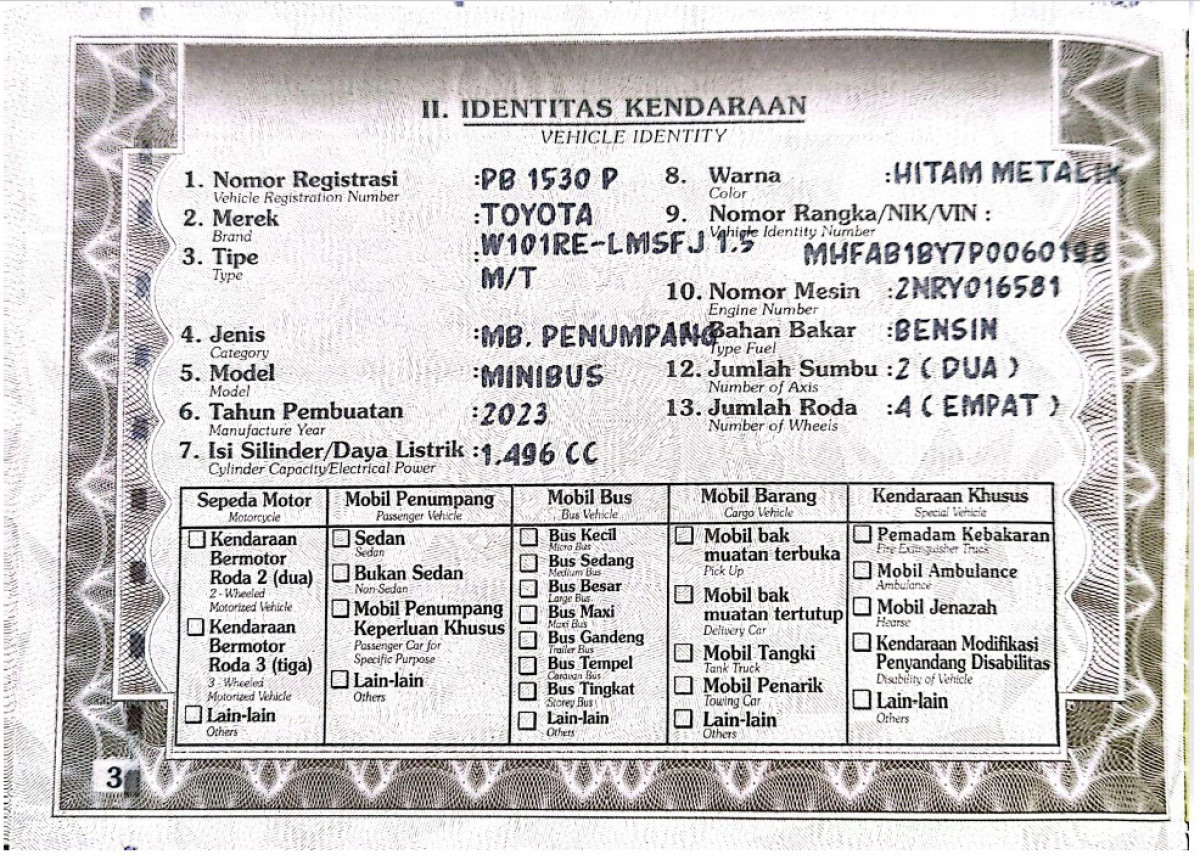 II. IDENTITAS KENDARAAN
VEHICLE IDENTITY
1. Nomor Registrasi :PB 1530 P
Vehicle Registration Number
2. Merek :TOYOTA
Brand
3. Tipe :W101RE-LMSFJ 1.5
Type M/T
4. Jenis :MB. PENUMPANG
Category
5. Model :MINIBUS
Model
6. Tahun Pembuatan :2023
Manufacture Year
7. Isi Silinder/Daya Listrik :1.496 CC
Cylinder Capacity/Electrical Power
8. Warna :HITAM METALIK
Color
9. Nomor Rangka/NIK/VIN :
Vehicle Identity Number
MHFAB1BY7P0060198
10. Nomor Mesin :2NRY016581
Engine Number
Bahan Bakar :BENSIN
Type Fuel
12. Jumlah Sumbu :2 ( DUA )
Number of Axis
13. Jumlah Roda :4 ( EMPAT )
Number of Wheels
Sepeda Motor
Motorcycle
Kendaraan
Bermotor
Roda 2 (dua)
2 - Wheeled
Motorized Vehicle
Kendaraan
Bermotor
Roda 3 (tiga)
3 - Wheeled
Motorized Vehicle
Lain-lain
Others
Mobil Penumpang
Passenger Vehicle
Sedan
Sedan
Bukan Sedan
Non-Sedan
Mobil Penumpang
Keperluan Khusus
Passenger Car for
Specific Purpose
Lain-lain
Others
Mobil Bus
Bus Vehicle
Bus Kecil
Micro Bus
Bus Sedang
Medium Bus
Bus Besar
Large Bus
Bus Maxi
Maxi Bus
Bus Gandeng
Trailer Bus
Bus Tempel
Caravan Bus
Bus Tingkat
Storey Bus
Lain-lain
Others
Mobil Barang
Cargo Vehicle
Mobil bak
muatan terbuka
Pick Up
Mobil bak
muatan tertutup
Delivery Car
Mobil Tangki
Tank Truck
Mobil Penarik
Towing Car
Lain-lain
Others
Kendaraan Khusus
Special Vehicle
Pemadam Kebakaran
Fire Extinguisher Truck
Mobil Ambulance
Ambulance
Mobil Jenazah
Hearse
Kendaraan Modifikasi
Penyandang Disabilitas
Disability of Vehicle
Lain-lain
Others
3